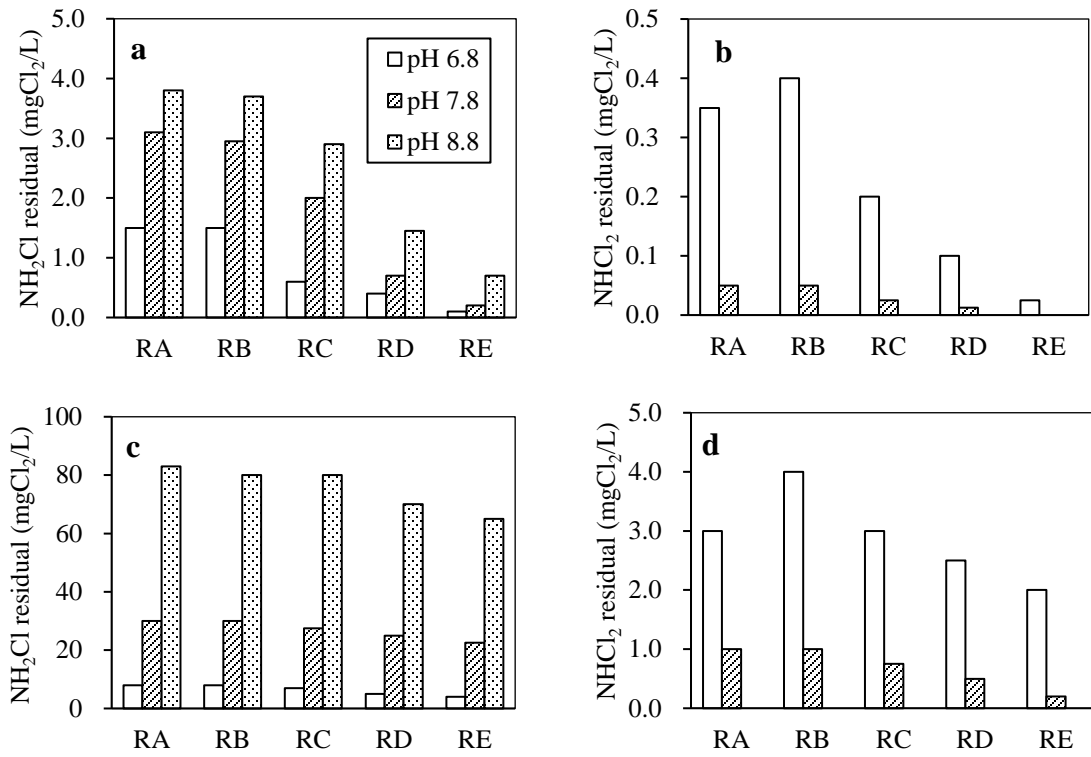 NH₂Cl residual (mgCl₂/L)
5.0
4.0
3.0
2.0
1.0
0.0
a
pH 6.8
pH 7.8
pH 8.8
RA RB RC RD RE
NHCl₂ residual (mgCl₂/L)
0.5
0.4
0.3
0.2
0.1
0.0
b
RA RB RC RD RE
NH₂Cl residual (mgCl₂/L)
100
80
60
40
20
0
c
RA RB RC RD RE
NHCl₂ residual (mgCl₂/L)
5.0
4.0
3.0
2.0
1.0
0.0
d
RA RB RC RD RE